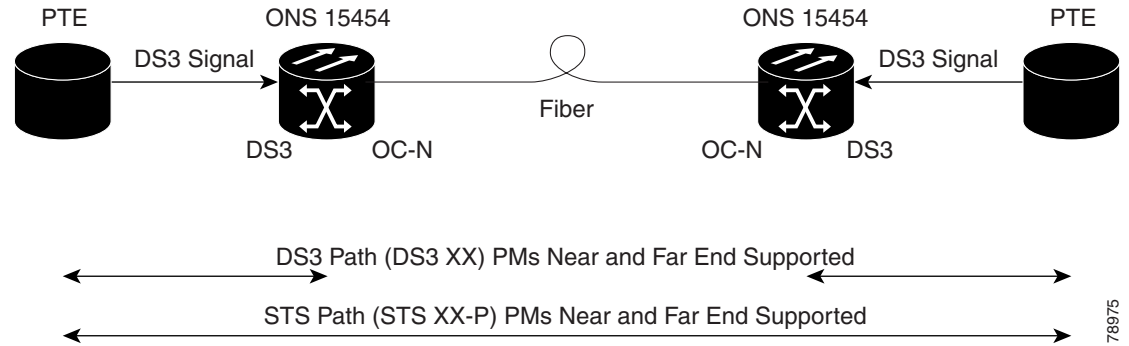 PTE
ONS 15454
ONS 15454
PTE
DS3 Signal
DS3 Signal
Fiber
DS3
OC-N
OC-N
DS3
DS3 Path (DS3 XX) PMs Near and Far End Supported
STS Path (STS XX-P) PMs Near and Far End Supported
78975